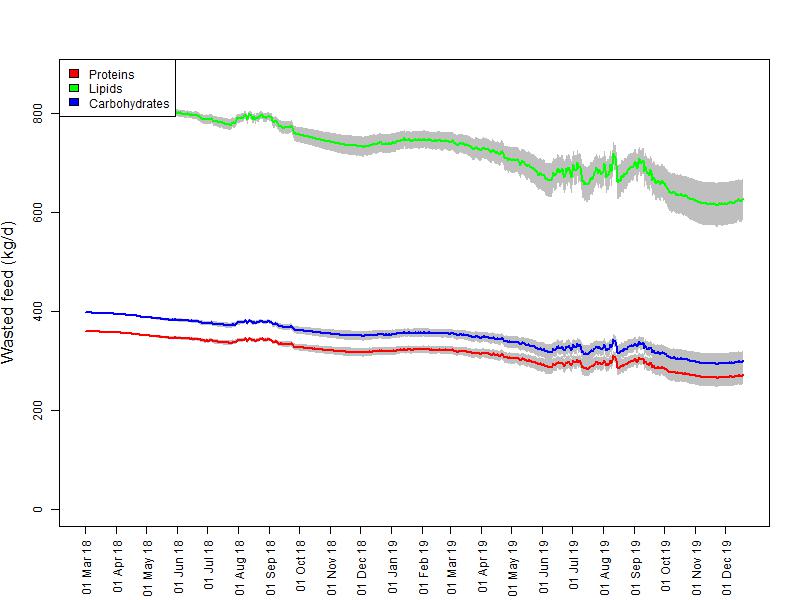 Proteins
Lipids
Carbohydrates
Wasted feed (kg/d)
800
600
400
200
0
01 Mar 18
01 Apr 18
01 May 18
01 Jun 18
01 Jul 18
01 Aug 18
01 Sep 18
01 Oct 18
01 Nov 18
01 Dec 18
01 Jan 19
01 Feb 19
01 Mar 19
01 Apr 19
01 May 19
01 Jun 19
01 Jul 19
01 Aug 19
01 Sep 19
01 Oct 19
01 Nov 19
01 Dec 19